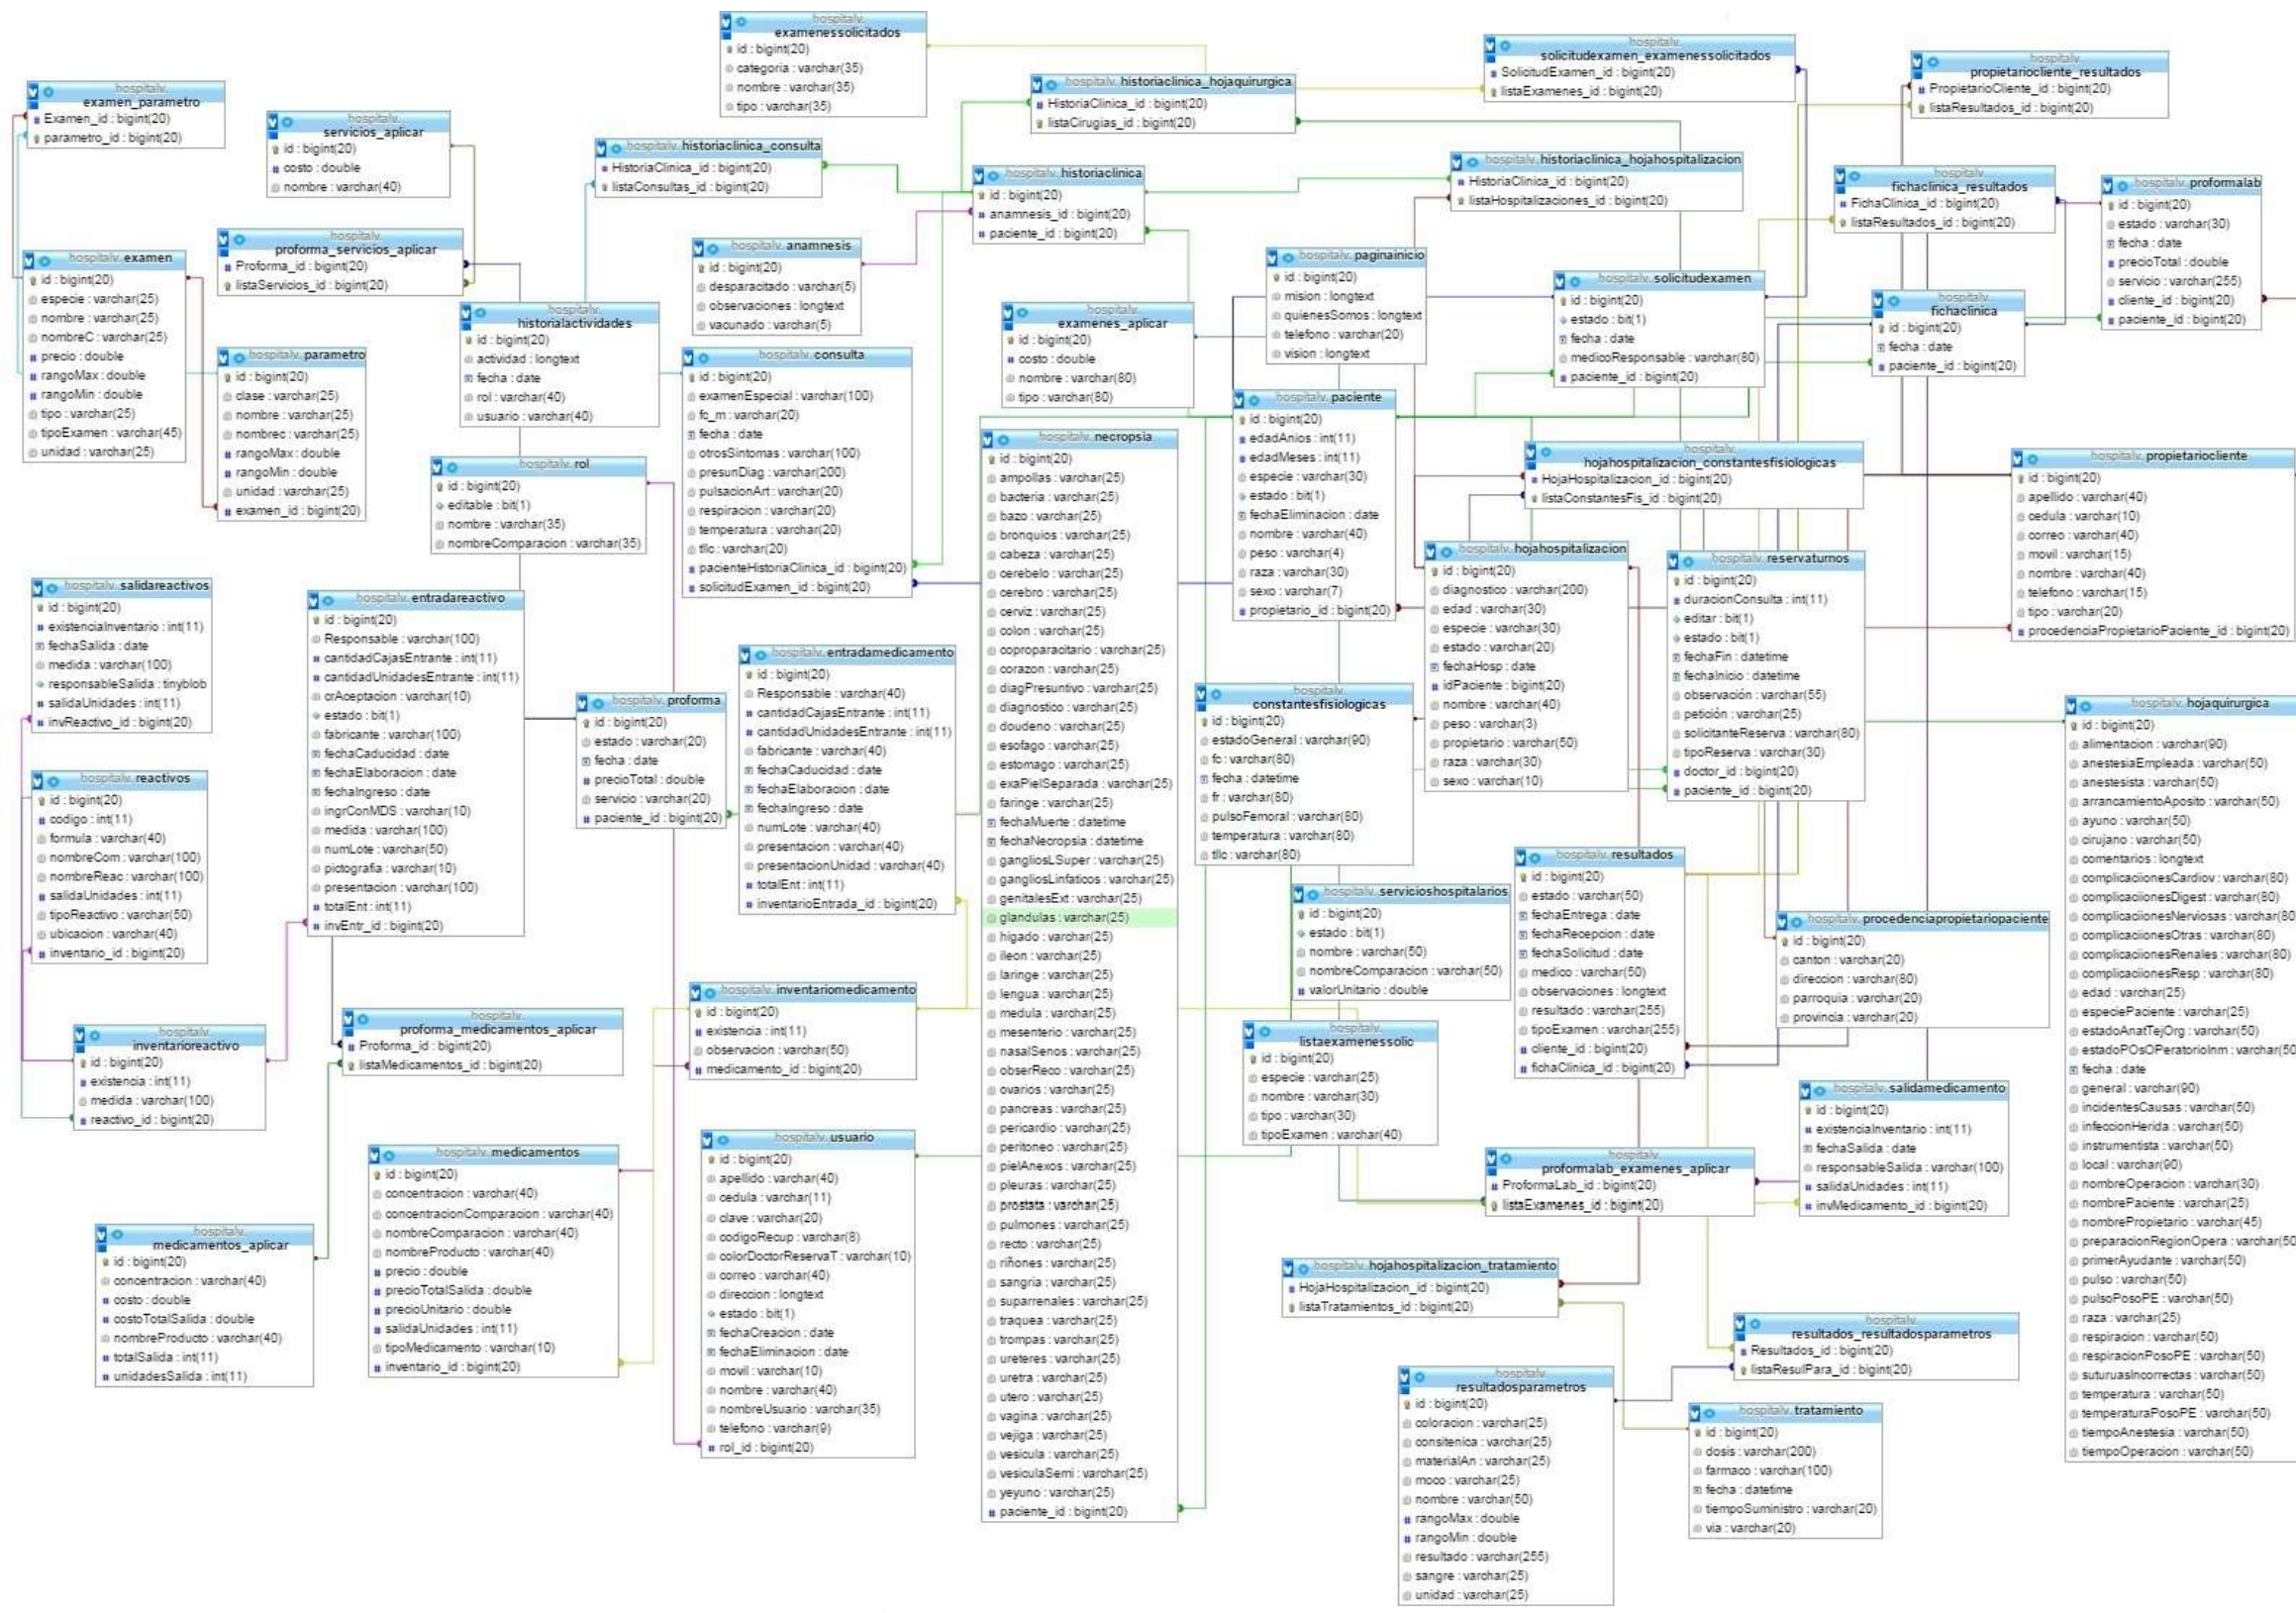 hospitalv.
examenessolicitados
id : bigint(20)
categoria : varchar(35)
nombre : varchar(35)
tipo : varchar(35)
hospitalv.
solicitudexamen_examenessolicitados
SolicitudExamen_id : bigint(20)
listaExamenes_id : bigint(20)
hospitalv.
propietariocliente_resultados
PropietarioCliente_id : bigint(20)
listaResultados_id : bigint(20)
hospitalv. historiaclinica_hojaquirurgica
HistoriaClinica_id : bigint(20)
listaCirugias_id : bigint(20)
hospitalv.
examen_parametro
Examen_id : bigint(20)
parametro_id : bigint(20)
hospitalv.
servicios_aplicar
id : bigint(20)
costo : double
nombre : varchar(40)
hospitalv. historiaclinica_consulta
HistoriaClinica_id : bigint(20)
listaConsultas_id : bigint(20)
hospitalv. historiaclinica
id : bigint(20)
anamnesis_id : bigint(20)
paciente_id : bigint(20)
hospitalv. historiaclinica_hojahospitalizacion
HistoriaClinica_id : bigint(20)
listaHospitalizaciones_id : bigint(20)
hospitalv.
fichaclinica_resultados
FichaClinica_id : bigint(20)
listaResultados_id : bigint(20)
hospitalv. proformalab
id : bigint(20)
estado : varchar(30)
fecha : date
precioTotal : double
servicio : varchar(255)
cliente_id : bigint(20)
paciente_id : bigint(20)
hospitalv. examen
id : bigint(20)
especie : varchar(25)
nombre : varchar(25)
nombreC : varchar(25)
precio : double
rangoMax : double
rangoMin : double
tipo : varchar(25)
tipoExamen : varchar(45)
unidad : varchar(25)
hospitalv.
proforma_servicios_aplicar
Proforma_id : bigint(20)
listaServicios_id : bigint(20)
hospitalv. anamnesis
id : bigint(20)
desparacitado : varchar(5)
observaciones : longtext
vacunado : varchar(5)
hospitalv. paginainicio
id : bigint(20)
mision : longtext
quienesSomos : longtext
telefono : varchar(20)
vision : longtext
hospitalv. solicitudexamen
id : bigint(20)
estado : bit(1)
fecha : date
medicoResponsable : varchar(80)
paciente_id : bigint(20)
hospitalv.
fichaclinica
id : bigint(20)
fecha : date
paciente_id : bigint(20)
hospitalv.
historialactividades
id : bigint(20)
actividad : longtext
fecha : date
rol : varchar(40)
usuario : varchar(40)
hospitalv.
examenes_aplicar
id : bigint(20)
costo : double
nombre : varchar(80)
tipo : varchar(80)
hospitalv. parametro
id : bigint(20)
clase : varchar(25)
nombre : varchar(25)
nombrec : varchar(25)
rangoMax : double
rangoMin : double
unidad : varchar(25)
examen_id : bigint(20)
hospitalv. consulta
id : bigint(20)
examenEspecial : varchar(100)
fc_m : varchar(20)
fecha : date
otrosSintomas : varchar(100)
presunDiag : varchar(200)
pulsacionArt : varchar(20)
respiracion : varchar(20)
temperatura : varchar(20)
tllc : varchar(20)
pacienteHistoriaClinica_id : bigint(20)
solicitudExamen_id : bigint(20)
hospitalv. paciente
id : bigint(20)
edadAnios : int(11)
edadMeses : int(11)
especie : varchar(30)
estado : bit(1)
fechaEliminacion : date
nombre : varchar(40)
peso : varchar(4)
raza : varchar(30)
sexo : varchar(7)
propietario_id : bigint(20)
hospitalv. necropsia
id : bigint(20)
ampollas : varchar(25)
bacteria : varchar(25)
bazo : varchar(25)
bronquios : varchar(25)
cabeza : varchar(25)
cerebelo : varchar(25)
cerebro : varchar(25)
cerviz : varchar(25)
colon : varchar(25)
coproparacitario : varchar(25)
corazon : varchar(25)
diagPresuntivo : varchar(25)
diagnostico : varchar(25)
doudeno : varchar(25)
esofago : varchar(25)
estomago : varchar(25)
exaPielSeparada : varchar(25)
faringe : varchar(25)
fechaMuerte : datetime
fechaNecropsia : datetime
gangliosLSuper : varchar(25)
gangliosLinfaticos : varchar(25)
genitalesExt : varchar(25)
glandulas : varchar(25)
higado : varchar(25)
ileon : varchar(25)
laringe : varchar(25)
lengua : varchar(25)
medula : varchar(25)
mesenterio : varchar(25)
nasalSenos : varchar(25)
obserReco : varchar(25)
ovarios : varchar(25)
pancreas : varchar(25)
pericardio : varchar(25)
peritoneo : varchar(25)
pielAnexos : varchar(25)
pleuras : varchar(25)
prostata : varchar(25)
pulmones : varchar(25)
recto : varchar(25)
riñones : varchar(25)
sangria : varchar(25)
suparrenales : varchar(25)
traquea : varchar(25)
trompas : varchar(25)
ureteres : varchar(25)
uretra : varchar(25)
utero : varchar(25)
vagina : varchar(25)
vejiga : varchar(25)
vesicula : varchar(25)
vesiculaSemi : varchar(25)
yeyuno : varchar(25)
paciente_id : bigint(20)
hospitalv.
hojahospitalizacion_constantesfisiologicas
HojaHospitalizacion_id : bigint(20)
listaConstantesFis_id : bigint(20)
hospitalv. propietariocliente
id : bigint(20)
apellido : varchar(40)
cedula : varchar(10)
correo : varchar(40)
movil : varchar(15)
nombre : varchar(40)
telefono : varchar(15)
tipo : varchar(20)
procedenciaPropietarioPaciente_id : bigint(20)
hospitalv. rol
id : bigint(20)
editable : bit(1)
nombre : varchar(35)
nombreComparacion : varchar(35)
hospitalv. hojahospitalizacion
id : bigint(20)
diagnostico : varchar(200)
edad : varchar(30)
especie : varchar(30)
estado : varchar(20)
fechaHosp : date
idPaciente : bigint(20)
nombre : varchar(40)
peso : varchar(3)
propietario : varchar(50)
raza : varchar(30)
sexo : varchar(10)
hospitalv. reservaturnos
id : bigint(20)
duracionConsulta : int(11)
editar : bit(1)
estado : bit(1)
fechaFin : datetime
fechaInicio : datetime
observación : varchar(55)
petición : varchar(25)
solicitanteReserva : varchar(80)
tipoReserva : varchar(30)
doctor_id : bigint(20)
paciente_id : bigint(20)
hospitalv. salidareactivos
id : bigint(20)
existenciaInventario : int(11)
fechaSalida : date
medida : varchar(100)
responsableSalida : tinyblob
salidaUnidades : int(11)
invReactivo_id : bigint(20)
hospitalv. entradareactivo
id : bigint(20)
Responsable : varchar(100)
cantidadCajasEntrante : int(11)
cantidadUnidadesEntrante : int(11)
crAceptacion : varchar(10)
estado : bit(1)
fabricante : varchar(100)
fechaCaducidad : date
fechaElaboracion : date
fechaIngreso : date
ingrConMDS : varchar(10)
medida : varchar(100)
numLote : varchar(50)
pictografia : varchar(10)
presentacion : varchar(100)
totalEnt : int(11)
invEntr_id : bigint(20)
hospitalv. entradamedicamento
id : bigint(20)
Responsable : varchar(40)
cantidadCajasEntrante : int(11)
cantidadUnidadesEntrante : int(11)
fabricante : varchar(40)
fechaCaducidad : date
fechaElaboracion : date
fechaIngreso : date
numLote : varchar(40)
presentacion : varchar(40)
presentacionUnidad : varchar(40)
totalEnt : int(11)
inventarioEntrada_id : bigint(20)
hospitalv. proforma
id : bigint(20)
estado : varchar(20)
fecha : date
precioTotal : double
servicio : varchar(20)
paciente_id : bigint(20)
hospitalv.
constantesfisiologicas
id : bigint(20)
estadoGeneral : varchar(90)
fc : varchar(80)
fecha : datetime
fr : varchar(80)
pulsoFemoral : varchar(80)
temperatura : varchar(80)
tllc : varchar(80)
hospitalv. hojaquirurgica
id : bigint(20)
alimentacion : varchar(90)
anestesiaEmpleada : varchar(50)
anestesista : varchar(50)
arrancamientoAposito : varchar(50)
ayuno : varchar(50)
cirujano : varchar(50)
comentarios : longtext
complicaciionesCardiov : varchar(80)
complicaciionesDigest : varchar(80)
complicaciionesNerviosas : varchar(80)
complicaciionesOtras : varchar(80)
complicaciionesRenales : varchar(80)
complicaciionesResp : varchar(80)
edad : varchar(25)
especiePaciente : varchar(25)
estadoAnatTejOrg : varchar(50)
estadoPOsOPeratorioInm : varchar(50
fecha : date
general : varchar(90)
incidentesCausas : varchar(50)
infeccionHerida : varchar(50)
instrumentista : varchar(50)
local : varchar(90)
nombreOperacion : varchar(30)
nombrePaciente : varchar(25)
nombrePropietario : varchar(45)
preparacionRegionOpera : varchar(50
primerAyudante : varchar(50)
pulso : varchar(50)
pulsoPosoPE : varchar(50)
raza : varchar(25)
respiracion : varchar(50)
respiracionPosoPE : varchar(50)
suturuasIncorrectas : varchar(50)
temperatura : varchar(50)
temperaturaPosoPE : varchar(50)
tiempoAnestesia : varchar(50)
tiempoOperacion : varchar(50)
hospitalv. reactivos
id : bigint(20)
codigo : int(11)
formula : varchar(40)
nombreCom : varchar(100)
nombreReac : varchar(100)
salidaUnidades : int(11)
tipoReactivo : varchar(50)
ubicacion : varchar(40)
inventario_id : bigint(20)
hospitalv. resultados
id : bigint(20)
estado : varchar(50)
fechaEntrega : date
fechaRecepcion : date
fechaSolicitud : date
medico : varchar(50)
observaciones : longtext
resultado : varchar(255)
tipoExamen : varchar(255)
cliente_id : bigint(20)
fichaClinica_id : bigint(20)
hospitalv. servicioshospitalarios
id : bigint(20)
estado : bit(1)
nombre : varchar(50)
nombreComparacion : varchar(50)
valorUnitario : double
hospitalv. procedenciapropietariopaciente
id : bigint(20)
canton : varchar(20)
direccion : varchar(80)
parroquia : varchar(20)
provincia : varchar(20)
hospitalv. inventariomedicamento
id : bigint(20)
existencia : int(11)
observacion : varchar(50)
medicamento_id : bigint(20)
hospitalv.
proforma_medicamentos_aplicar
Proforma_id : bigint(20)
listaMedicamentos_id : bigint(20)
hospitalv.
inventarioreactivo
id : bigint(20)
existencia : int(11)
medida : varchar(100)
reactivo_id : bigint(20)
hospitalv.
listaexamenessolic
id : bigint(20)
especie : varchar(25)
nombre : varchar(30)
tipo : varchar(30)
tipoExamen : varchar(40)
hospitalv. salidamedicamento
id : bigint(20)
existenciaInventario : int(11)
fechaSalida : date
responsableSalida : varchar(100)
salidaUnidades : int(11)
invMedicamento_id : bigint(20)
hospitalv. medicamentos
id : bigint(20)
concentracion : varchar(40)
concentracionComparacion : varchar(40)
nombreComparacion : varchar(40)
nombreProducto : varchar(40)
precio : double
precioTotalSalida : double
precioUnitario : double
salidaUnidades : int(11)
tipoMedicamento : varchar(10)
inventario_id : bigint(20)
hospitalv. usuario
id : bigint(20)
apellido : varchar(40)
cedula : varchar(11)
clave : varchar(20)
codigoRecup : varchar(8)
colorDoctorReservaT : varchar(10)
correo : varchar(40)
direccion : longtext
estado : bit(1)
fechaCreacion : date
fechaEliminacion : date
movil : varchar(10)
nombre : varchar(40)
nombreUsuario : varchar(35)
telefono : varchar(9)
rol_id : bigint(20)
hospitalv.
proformalab_examenes_aplicar
ProformaLab_id : bigint(20)
listaExamenes_id : bigint(20)
hospitalv.
medicamentos_aplicar
id : bigint(20)
concentracion : varchar(40)
costo : double
costoTotalSalida : double
nombreProducto : varchar(40)
totalSalida : int(11)
unidadesSalida : int(11)
hospitalv. hojahospitalizacion_tratamiento
HojaHospitalizacion_id : bigint(20)
listaTratamientos_id : bigint(20)
hospitalv.
resultados_resultadosparametros
Resultados_id : bigint(20)
listaResulPara_id : bigint(20)
hospitalv.
resultadosparametros
id : bigint(20)
coloracion : varchar(25)
consitenica : varchar(25)
materialAn : varchar(25)
moco : varchar(25)
nombre : varchar(50)
rangoMax : double
rangoMin : double
resultado : varchar(255)
sangre : varchar(25)
unidad : varchar(25)
hospitalv. tratamiento
id : bigint(20)
dosis : varchar(200)
farmaco : varchar(100)
fecha : datetime
tiempoSuministro : varchar(20)
via : varchar(20)